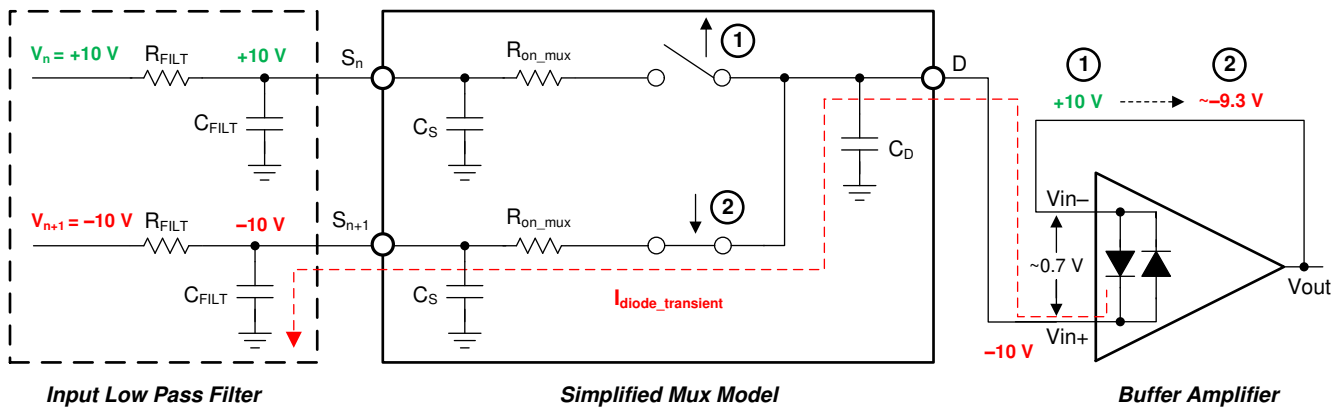 Vn = +10 V
RFILT
+10 V
Sn
Ron_mux
1
D
1
2
+10 V
~–9.3 V
CFILT
CS
CD
Vn+1 = –10 V
RFILT
–10 V
Sn+1
Ron_mux
2
Vin–
~0.7 V
Vout
CFILT
CS
Idiode_transient
Vin+
–10 V
Input Low Pass Filter
Simplified Mux Model
Buffer Amplifier